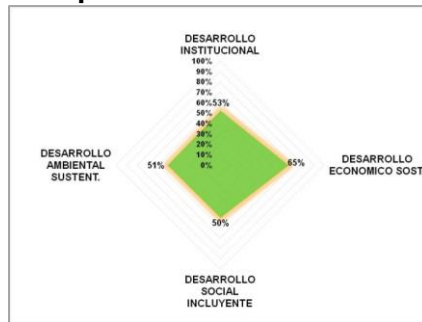 DESARROLLO
INSTITUCIONAL
100%
90%
80%
70%
60%
53%
50%
40%
30%
20%
10%
0%
DESARROLLO
AMBIENTAL
SUSTENT.
51%
65%
DESARROLLO
ECONOMICO SOST
50%
DESARROLLO
SOCIAL
INCLUYENTE